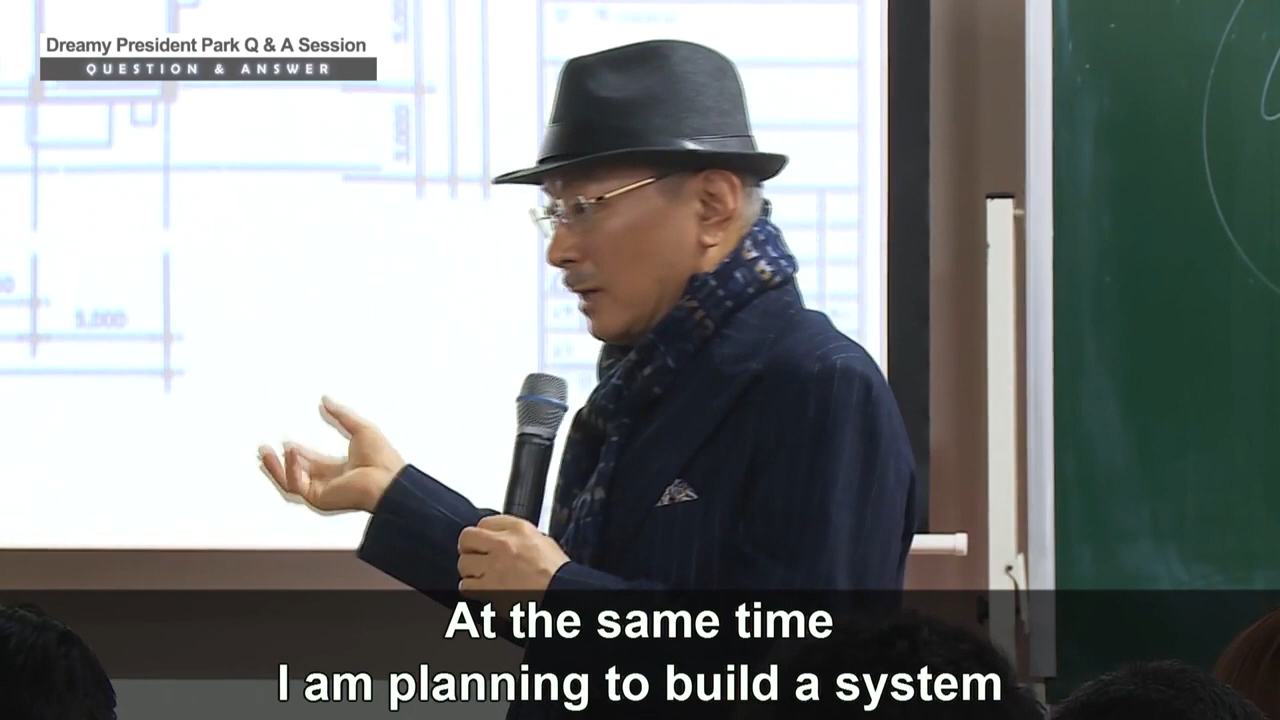 Dreamy President Park Q & A Session
QUESTION & ANSWER
5,000
At the same time
I am planning to build a system